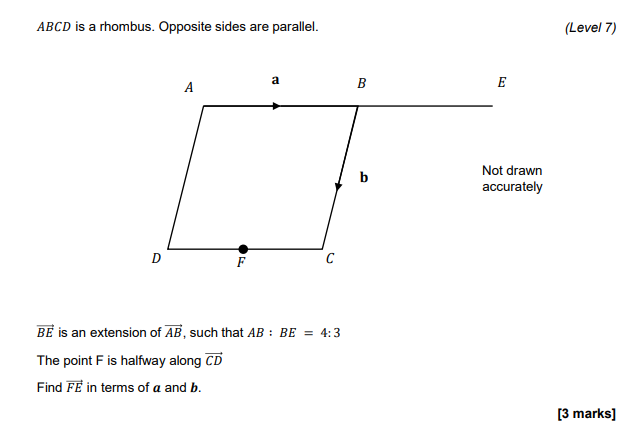 ABCD is a rhombus. Opposite sides are parallel. (Level 7)
A a B E
b
Not drawn
accurately
D F C
BE is an extension of AB, such that AB : BE = 4:3
The point F is halfway along CD
Find FE in terms of a and b.
[3 marks]